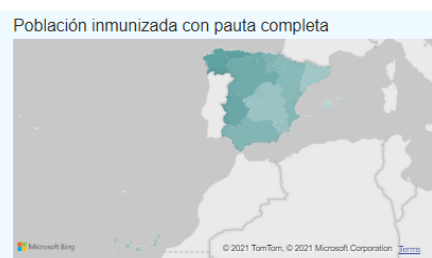 Población inmunizada con pauta completa
Microsoft Bing
© 2021 TomTom, © 2021 Microsoft Corporation Terms